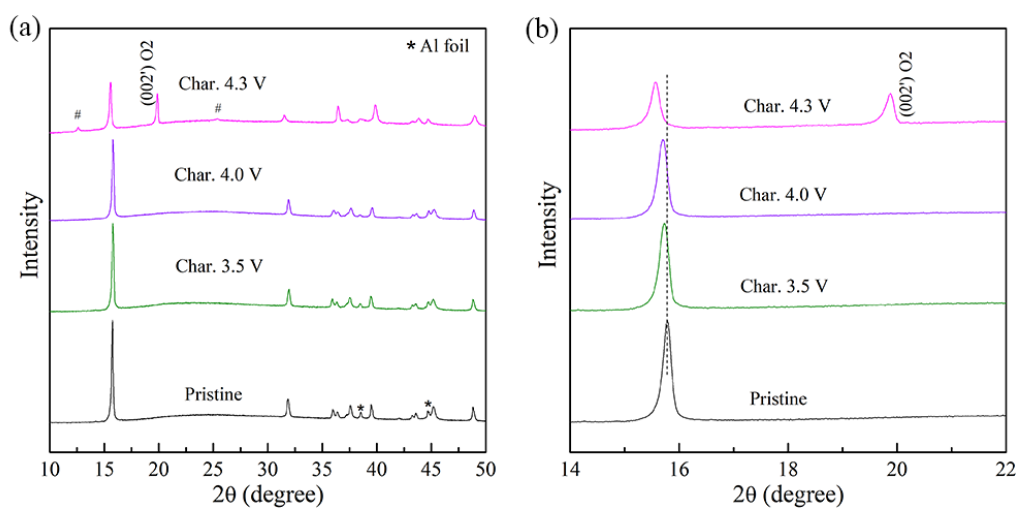 (a)
* Al foil
(002') O2
Char. 4.3 V
#
#
Char. 4.0 V
Char. 3.5 V
Pristine
*
*
Intensity
10 15 20 25 30 35 40 45 50
2θ (degree)
(b)
(002') O2
Char. 4.3 V
Char. 4.0 V
Char. 3.5 V
Pristine
Intensity
14 16 18 20 22
2θ (degree)